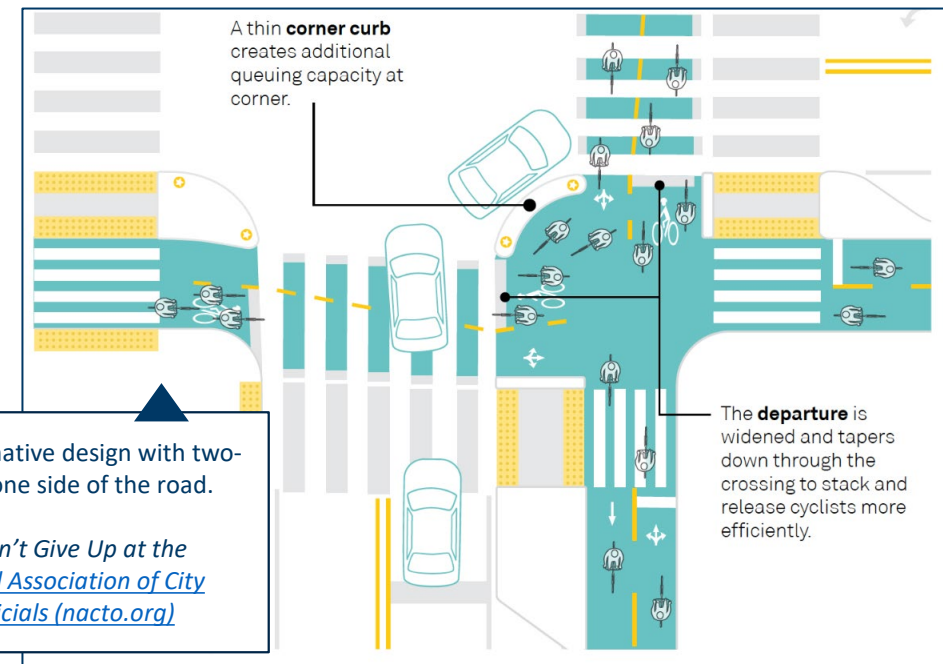 A thin corner curb
creates additional
queuing capacity at
corner.
The departure is
widened and tapers
down through the
crossing to stack and
release cyclists more
efficiently.
native design with two-
one side of the road.
n't Give Up at the
Association of City
icials (nacto.org)